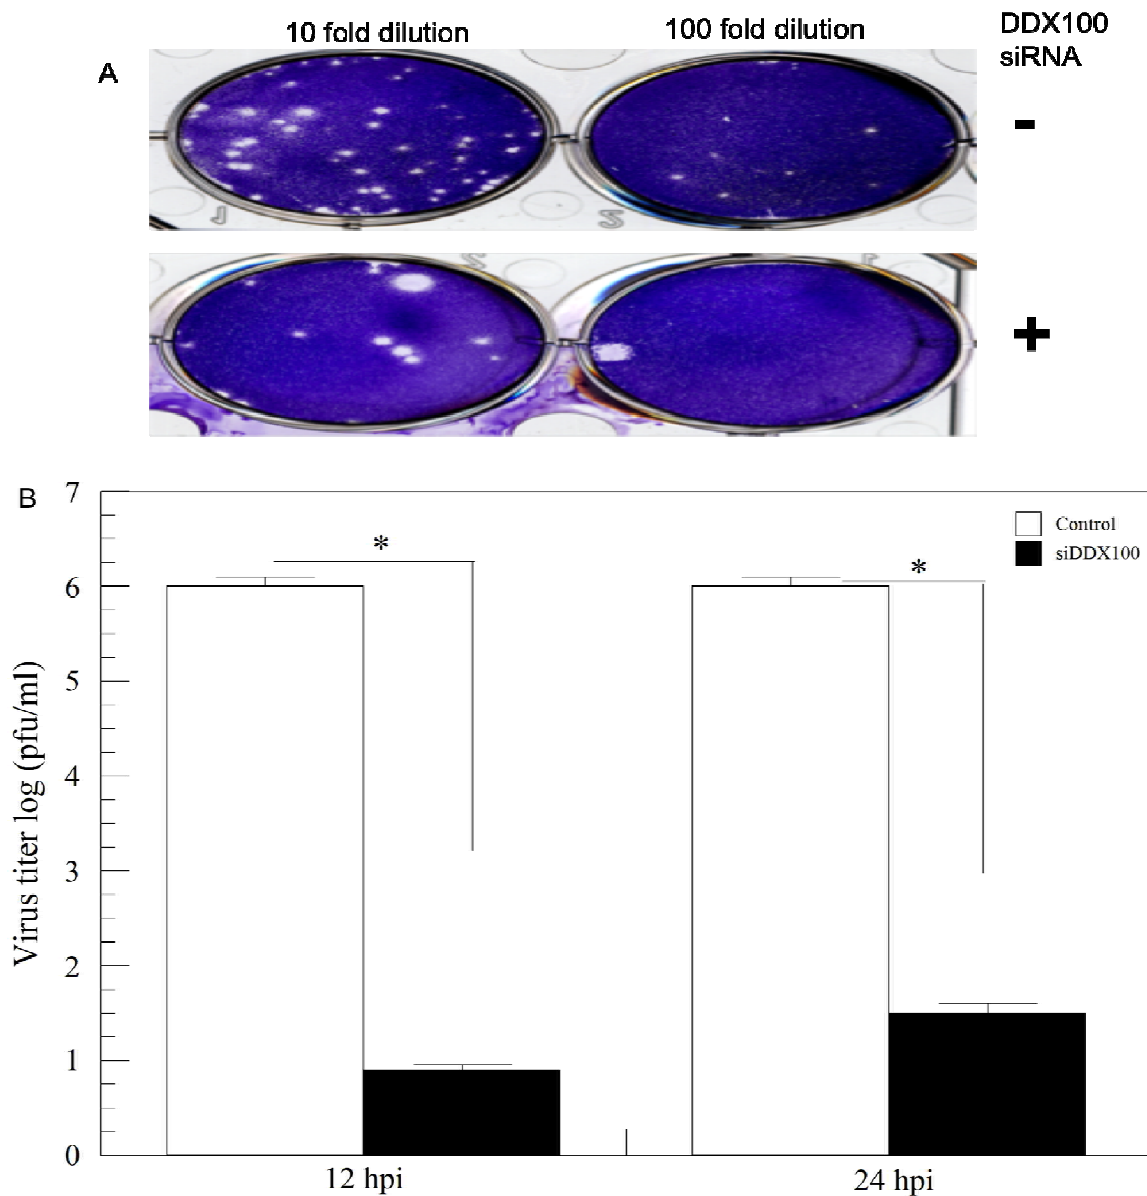 10 fold dilution
100 fold dilution
DDX100
siRNA
A
-
+
B
7
6
5
4
3
2
1
0
Virus titer log (pfu/ml)
*
*
Control
siDDX100
12 hpi
24 hpi